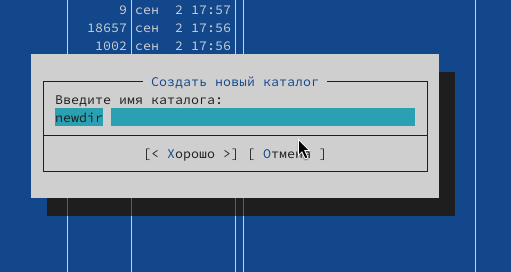 9 сен 2 17:57
18657 сен 2 17:56
1002 сен 2 17:56
Создать новый каталог
Введите имя каталога:
newdir
[< Хорошо >] [ Отмена ]